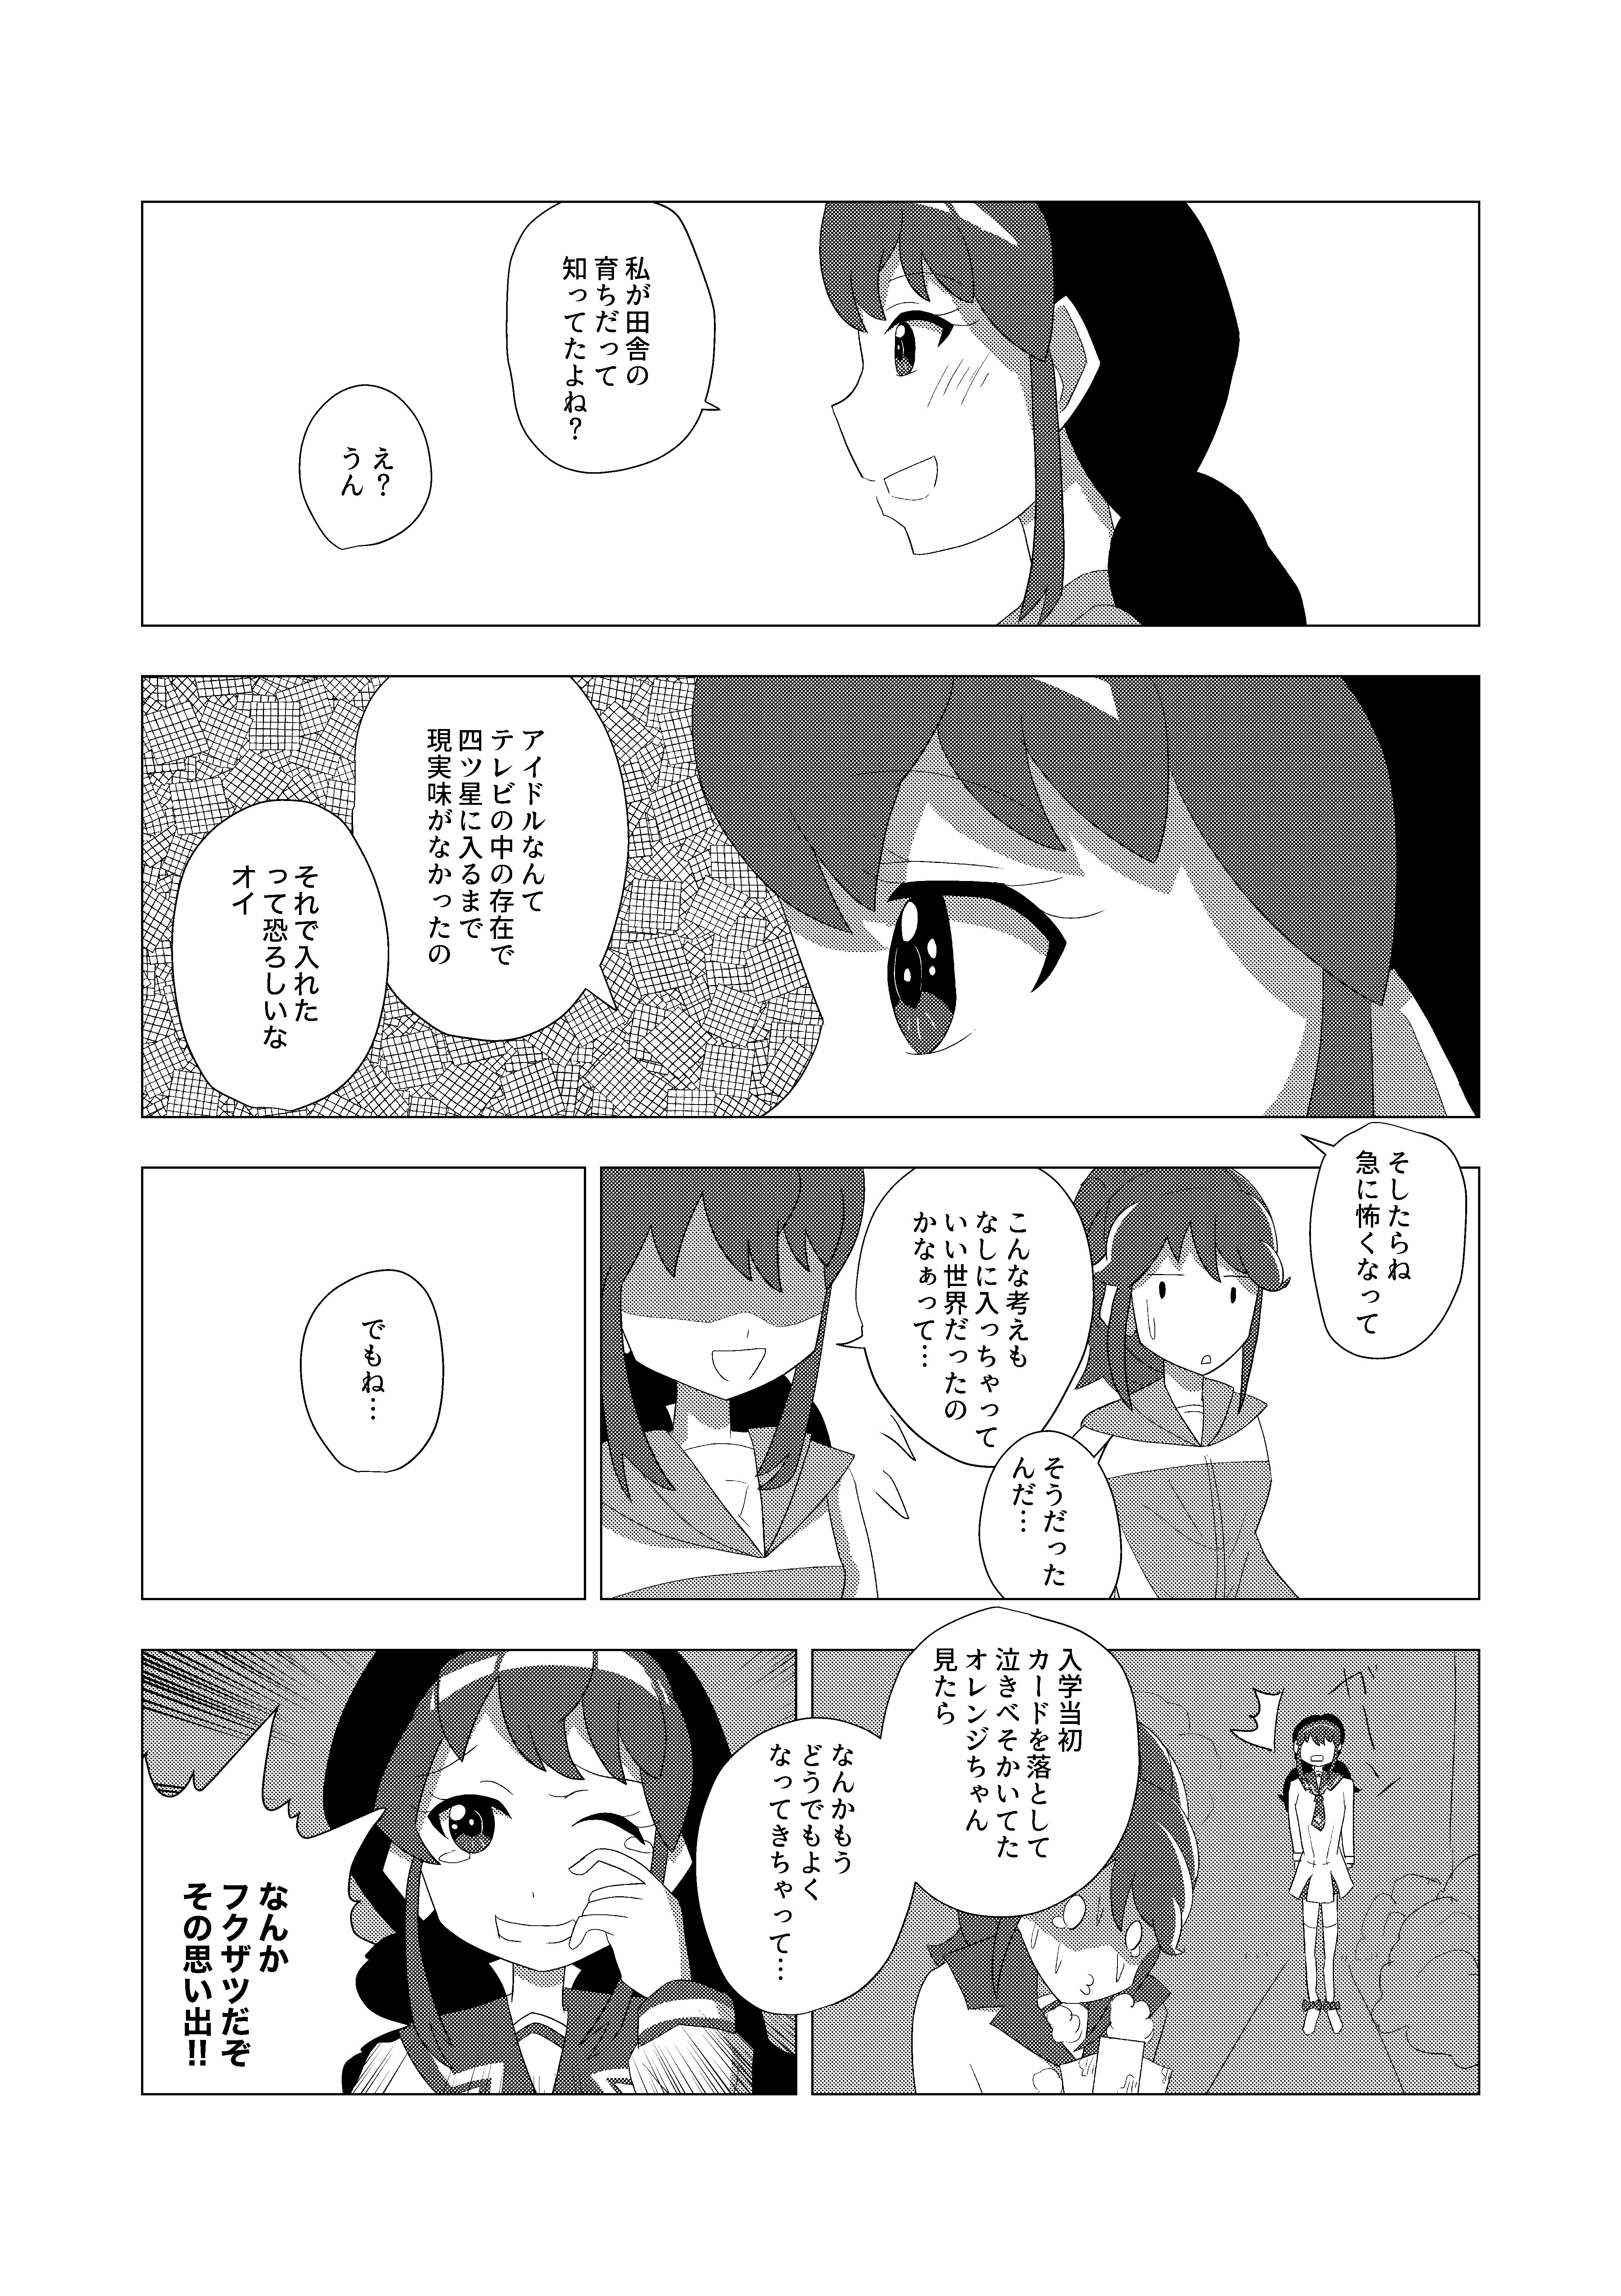 私が田舎の
育ちだって
知ってたよね?
え?
うん
アイドルなんて
テレビの中の存在で
四ツ星に入るまで
現実味がなかったの
それで入れた
って恐ろしいな
オイ
そしたらね
急に怖くなって
こんな考えも
なしに入っちゃって
いい世界だったの
かなぁって…
そうだった
んだ…
でもね…
入学当初
カードを落として
泣きべそかいてた
オレンジちゃん
見たら
なんかもう
どうでもよく
なってきちゃって…
なんか
フクザツだぞ
その思い出!!